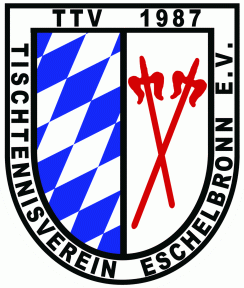 TTV 1987
TISCHTENNISVEREIN ESCHELBRONN E.V.